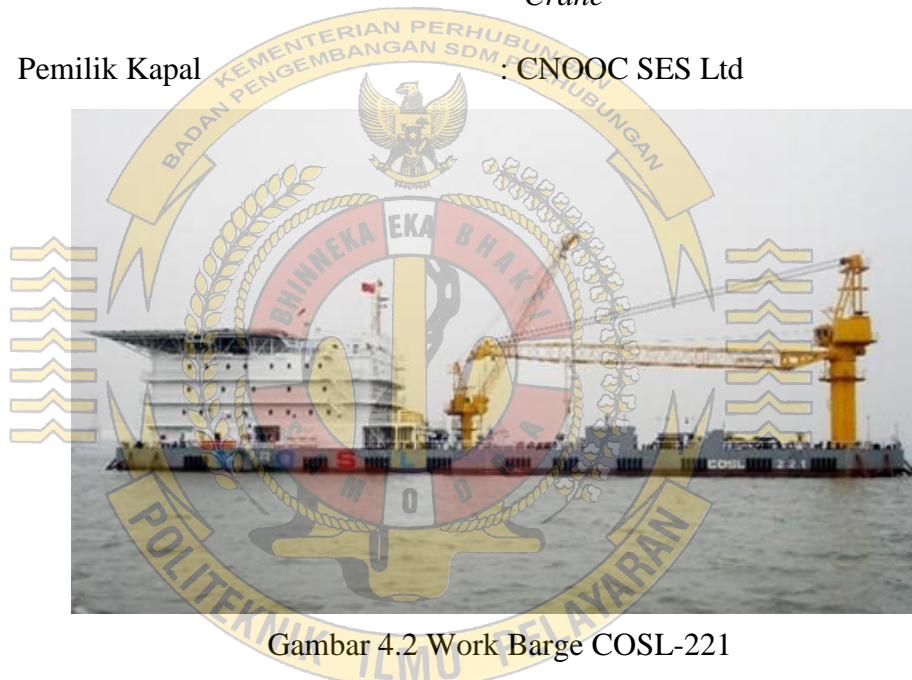 Crane
KEMENTERIAN PERHUBUNGAN
BADAN PENGEMBANGAN SDM PERHUBUNGAN
Pemilik Kapal : CNOOC SES Ltd
BHINNEKA EKA BHAKTI
C O S L
COSL 221
POLITEKNIK ILMU PELAYARAN
Gambar 4.2 Work Barge COSL-221